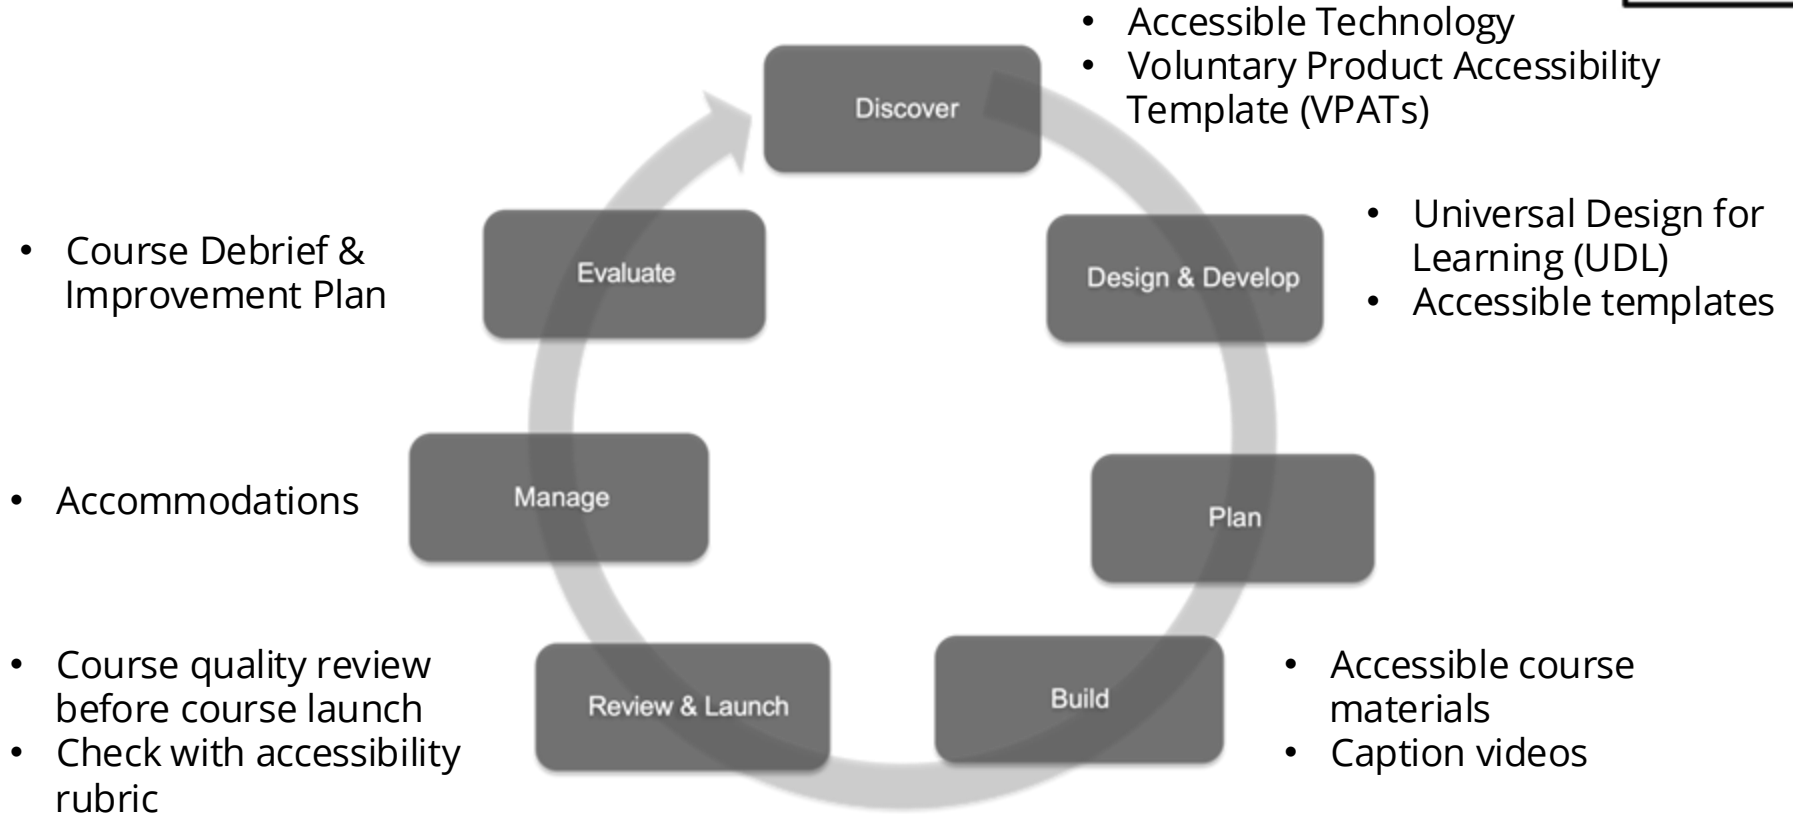 • Accessible Technology
• Voluntary Product Accessibility
Template (VPATs)
Discover
• Universal Design for
Learning (UDL)
• Accessible templates
Design & Develop
Plan
• Accessible course
materials
• Caption videos
Build
Review & Launch
• Course quality review
before course launch
• Check with accessibility
rubric
Manage
• Accommodations
Evaluate
• Course Debrief &
Improvement Plan